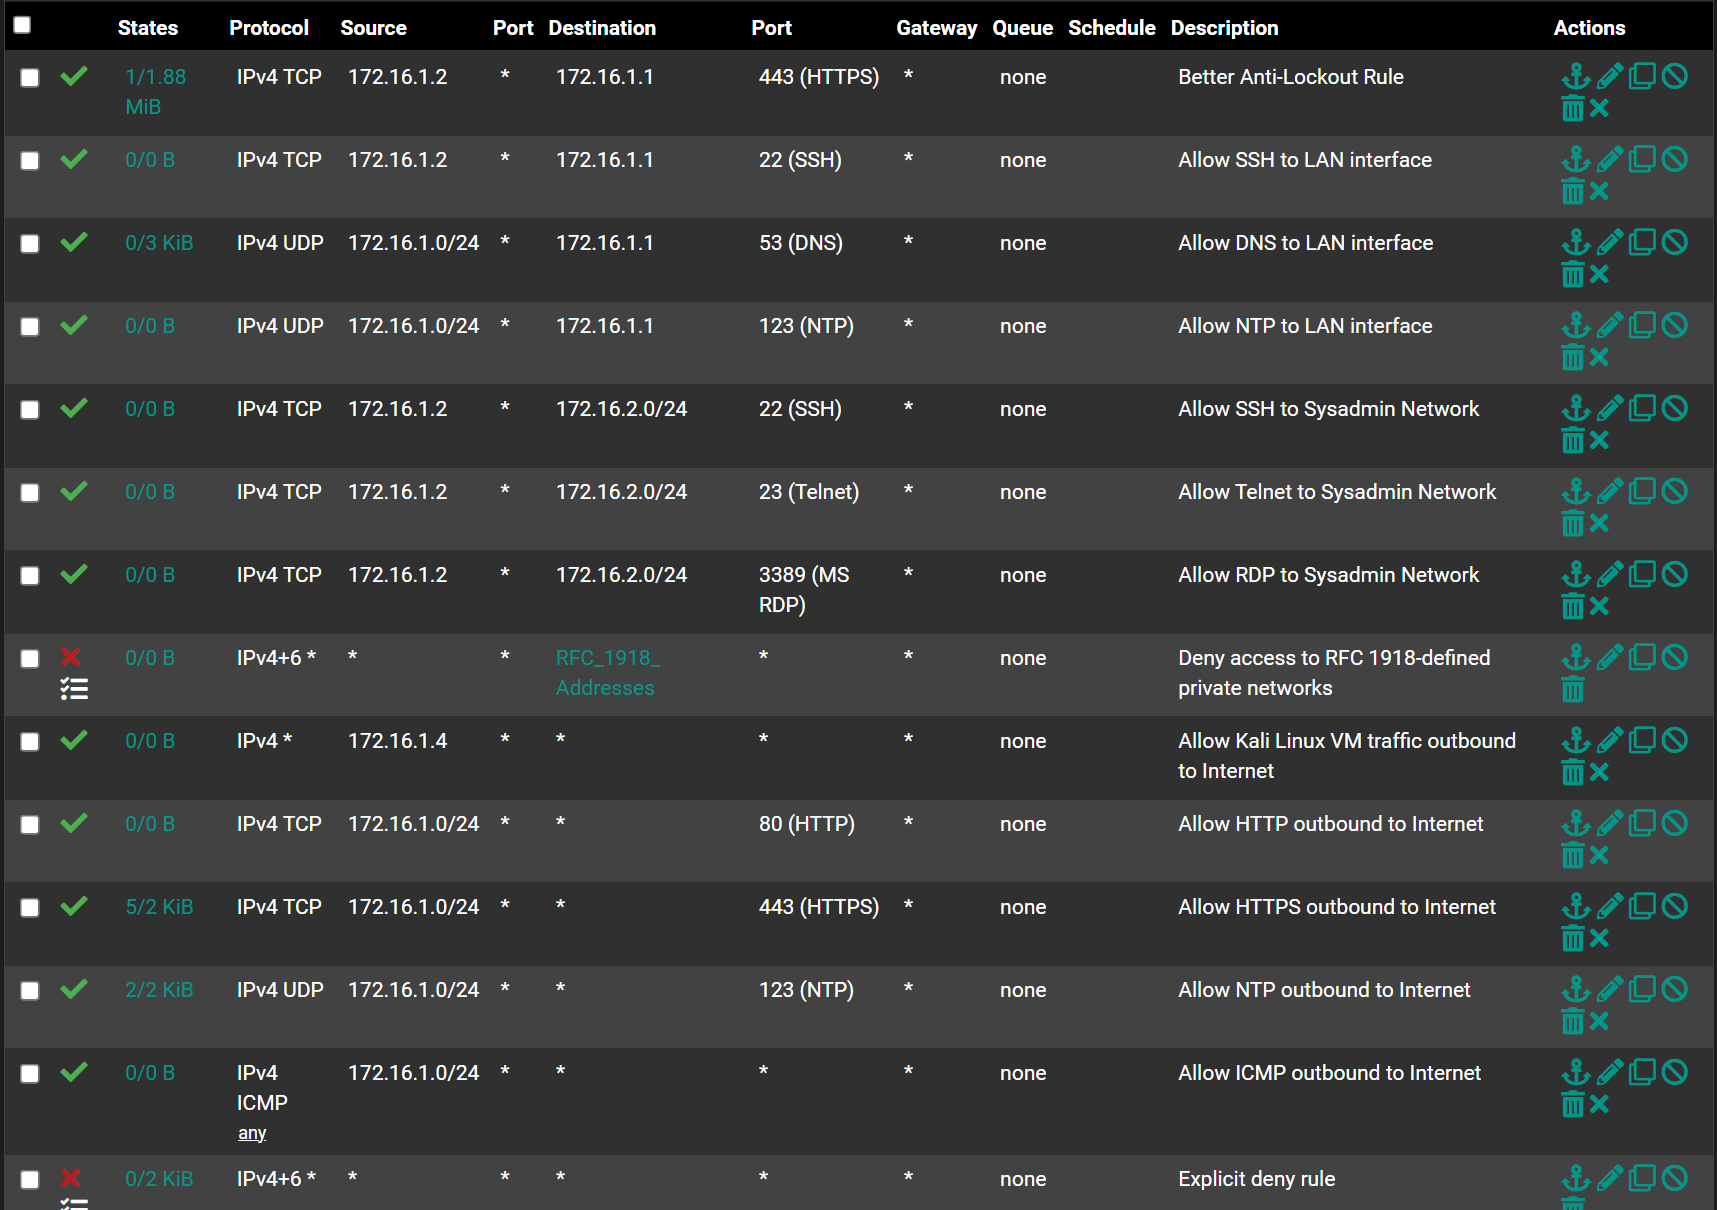 States Protocol Source Port Destination Port Gateway Queue Schedule Description Actions
1/1.88 MiB IPv4 TCP 172.16.1.2 * 172.16.1.1 443 (HTTPS) * none Better Anti-Lockout Rule
0/0 B IPv4 TCP 172.16.1.2 * 172.16.1.1 22 (SSH) * none Allow SSH to LAN interface
0/3 KiB IPv4 UDP 172.16.1.0/24 * 172.16.1.1 53 (DNS) * none Allow DNS to LAN interface
0/0 B IPv4 UDP 172.16.1.0/24 * 172.16.1.1 123 (NTP) * none Allow NTP to LAN interface
0/0 B IPv4 TCP 172.16.1.2 * 172.16.2.0/24 22 (SSH) * none Allow SSH to Sysadmin Network
0/0 B IPv4 TCP 172.16.1.2 * 172.16.2.0/24 23 (Telnet) * none Allow Telnet to Sysadmin Network
0/0 B IPv4 TCP 172.16.1.2 * 172.16.2.0/24 3389 (MS RDP) * none Allow RDP to Sysadmin Network
0/0 B IPv4+6 * * * RFC_1918_Addresses * * none Deny access to RFC 1918-defined private networks
0/0 B IPv4 * 172.16.1.4 * * * * none Allow Kali Linux VM traffic outbound to Internet
0/0 B IPv4 TCP 172.16.1.0/24 * * 80 (HTTP) * none Allow HTTP outbound to Internet
5/2 KiB IPv4 TCP 172.16.1.0/24 * * 443 (HTTPS) * none Allow HTTPS outbound to Internet
2/2 KiB IPv4 UDP 172.16.1.0/24 * * 123 (NTP) * none Allow NTP outbound to Internet
0/0 B IPv4 ICMP any 172.16.1.0/24 * * * * none Allow ICMP outbound to Internet
0/2 KiB IPv4+6 * * * * * * none Explicit deny rule